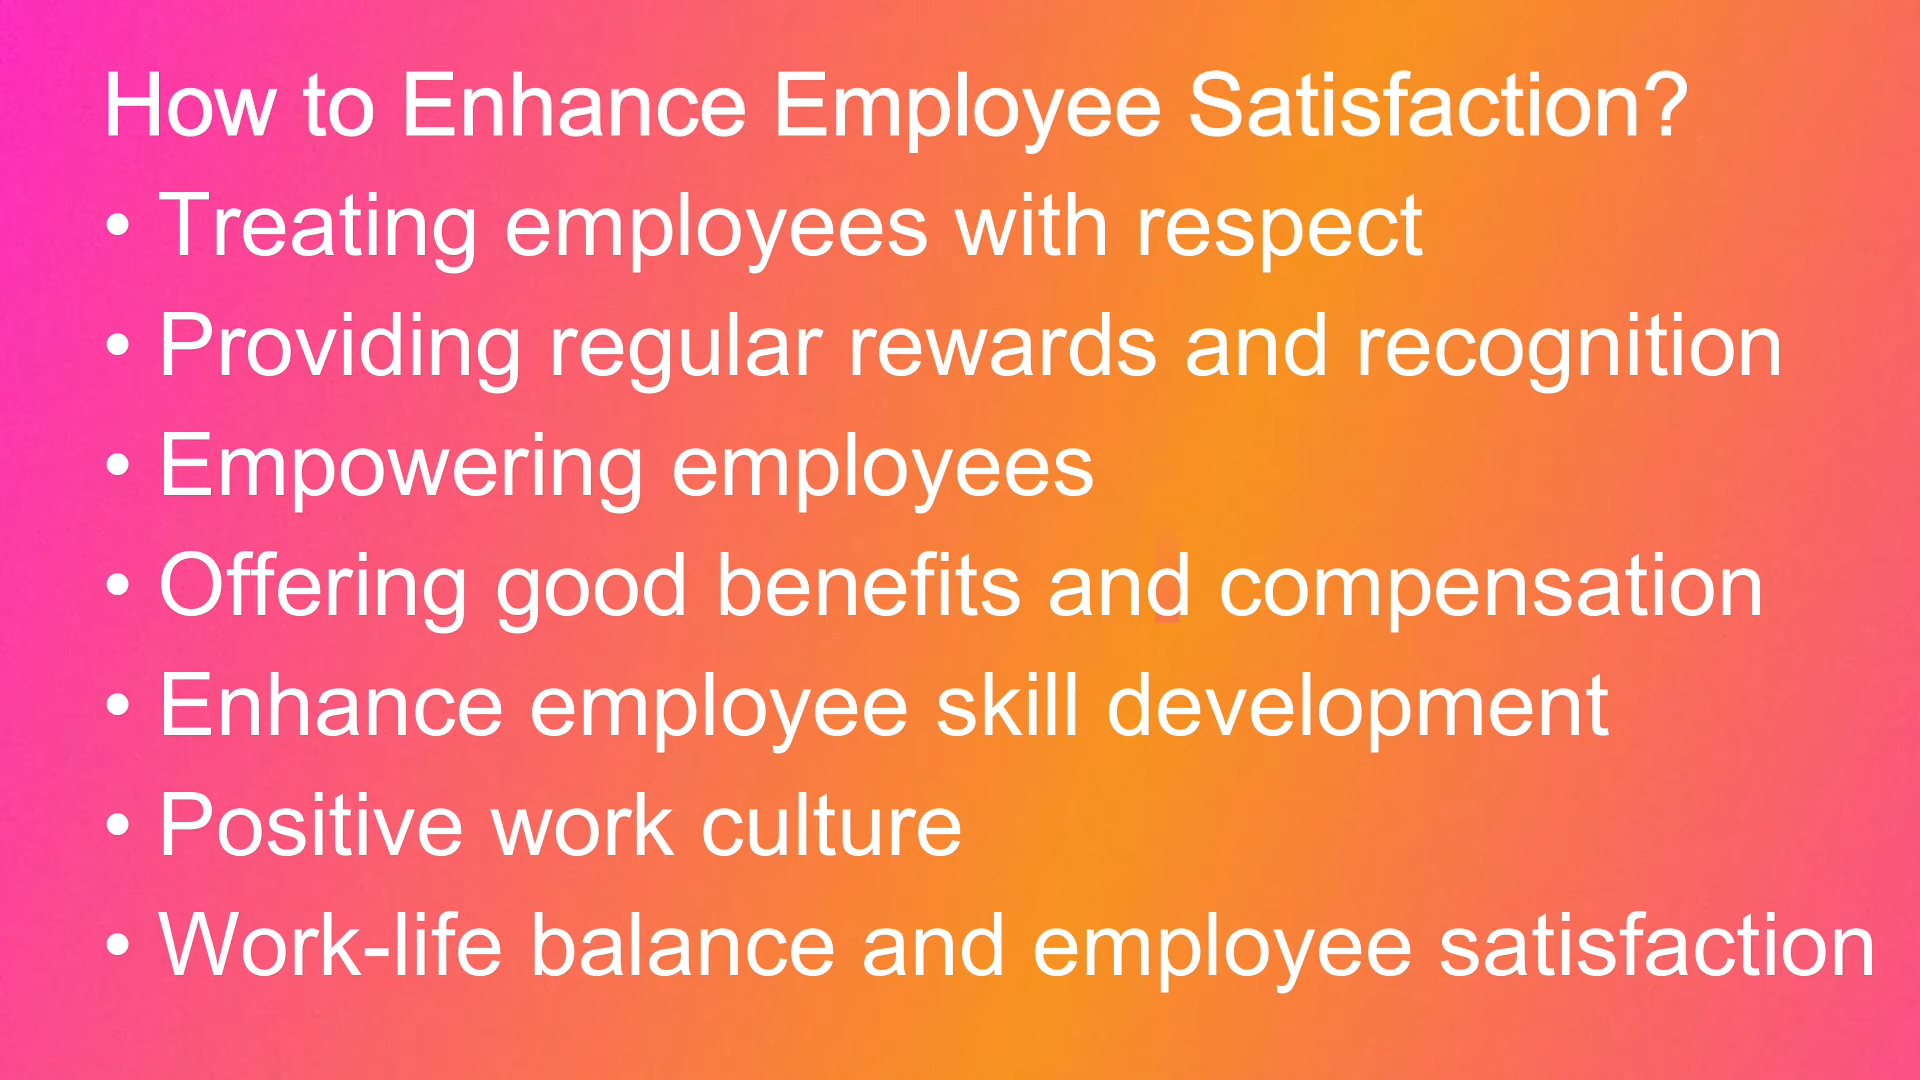 How to Enhance Employee Satisfaction?
• Treating employees with respect
• Providing regular rewards and recognition
• Empowering employees
• Offering good benefits and compensation
• Enhance employee skill development
• Positive work culture
• Work-life balance and employee satisfaction